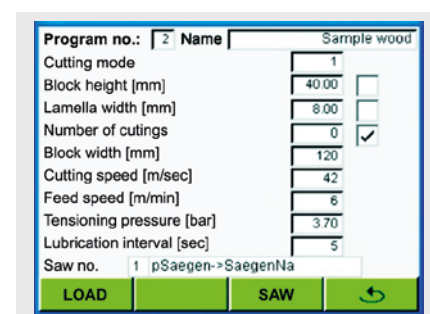 Program no.: 2 Name Sample wood
Cutting mode 1
Block height [mm] 40.00
Lamella width [mm] 8.00
Number of cutings 0
Block width [mm] 120
Cutting speed [m/sec] 42
Feed speed [m/min] 6
Tensioning pressure [bar] 3.70
Lubrication interval [sec] 5
Saw no. 1 pSaegen->SaegenNa
LOAD SAW